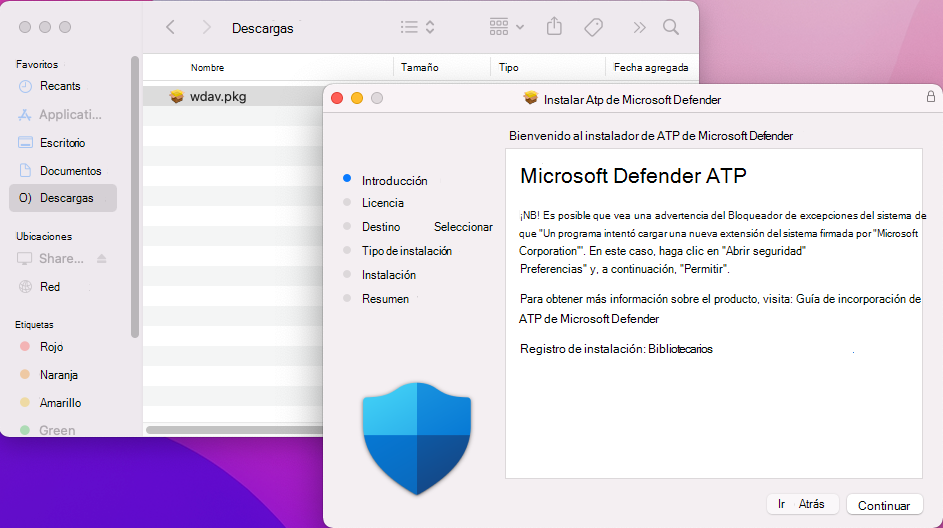 Descargas
Favoritos
Recants
Applicati...
Escritorio
Documentos
O) Descargas
Ubicaciones
Share...
Red
Etiquetas
Rojo
Naranja
Amarillo
Green
Nombre Tamaño Tipo Fecha agregada
wdav.pkg
Instalar Atp de Microsoft Defender
Bienvenido al instalador de ATP de Microsoft Defender
Introducción
Licencia
Destino Seleccionar
Tipo de instalación
Instalación
Resumen
Microsoft Defender ATP
¡NB! Es posible que vea una advertencia del Bloqueador de excepciones del sistema de
que "Un programa intentó cargar una nueva extensión del sistema firmada por "Microsoft
Corporation"". En este caso, haga clic en "Abrir seguridad"
Preferencias" y, a continuación, "Permitir".
Para obtener más información sobre el producto, visita: Guía de incorporación de
ATP de Microsoft Defender
Registro de instalación: Bibliotecarios
Ir Atrás
Continuar